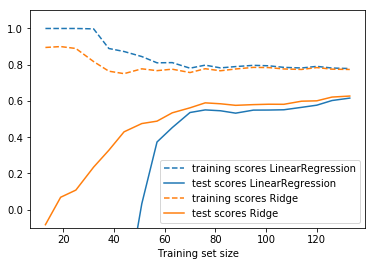 1.0
0.8
0.6
0.4
0.2
0.0
training scores LinearRegression
test scores LinearRegression
training scores Ridge
test scores Ridge
20 40 60 80 100 120
Training set size